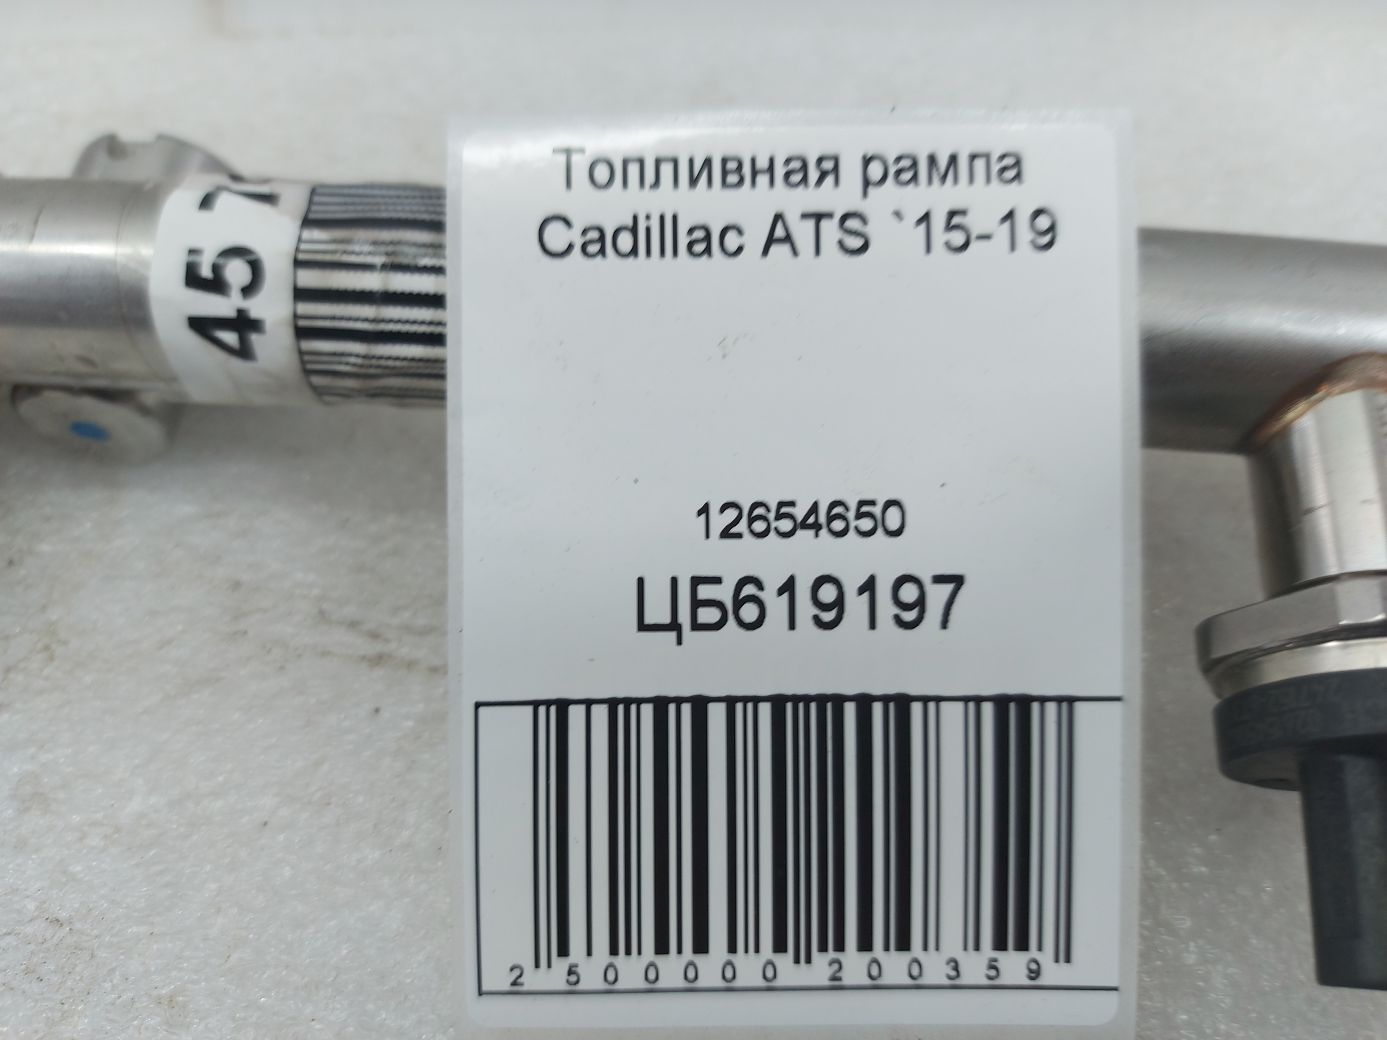 Топливная рампа
Cadillac ATS `15-19
12654650
ЦБ619197
2 500000 200359
45